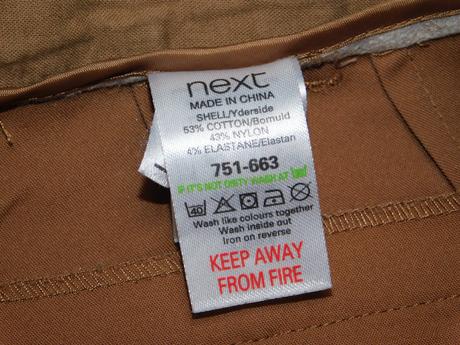 next
MADE IN CHINA
SHELL/Yderside
53% COTTON/Bomuld
43% NYLON
4% ELASTANE/Elastan
751-663
IF IT'S NOT DIRTY WASH AT
40
Wash like colours together
Wash inside out
Iron on reverse
KEEP AWAY
FROM FIRE